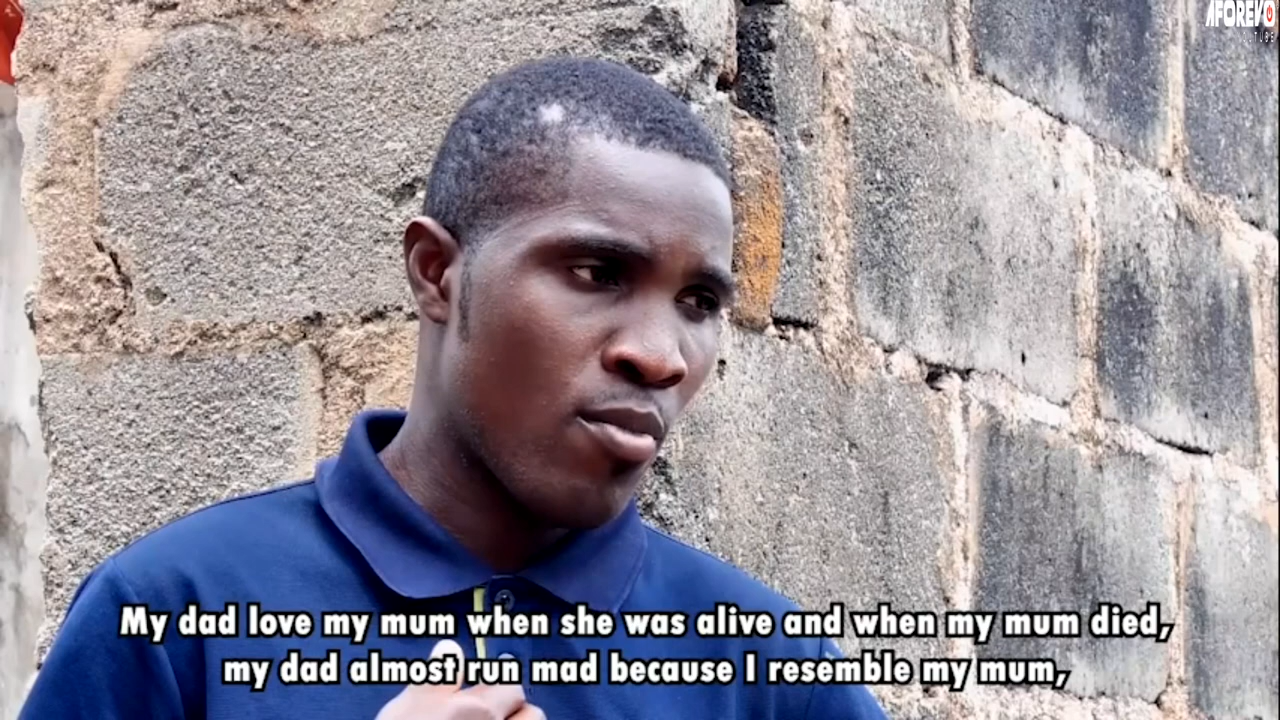 AFOREVO
My dad love my mum when she was alive and when my mum died,
my dad almost run mad because I resemble my mum,